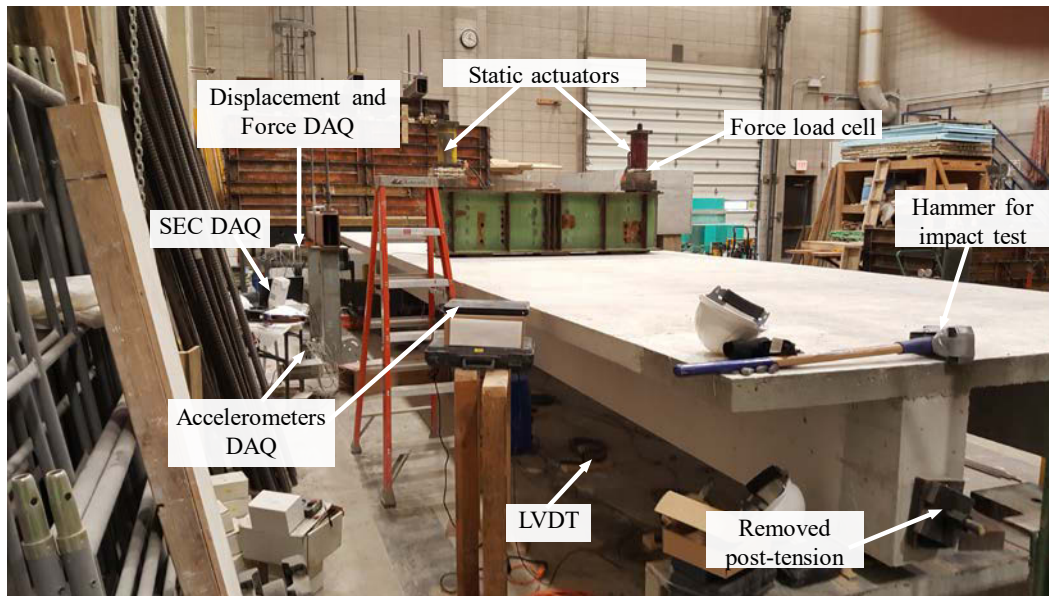 Static actuators
Displacement and
Force DAQ
Force load cell
SEC DAQ
Hammer for
impact test
Accelerometers
DAQ
LVDT
Removed
post-tension